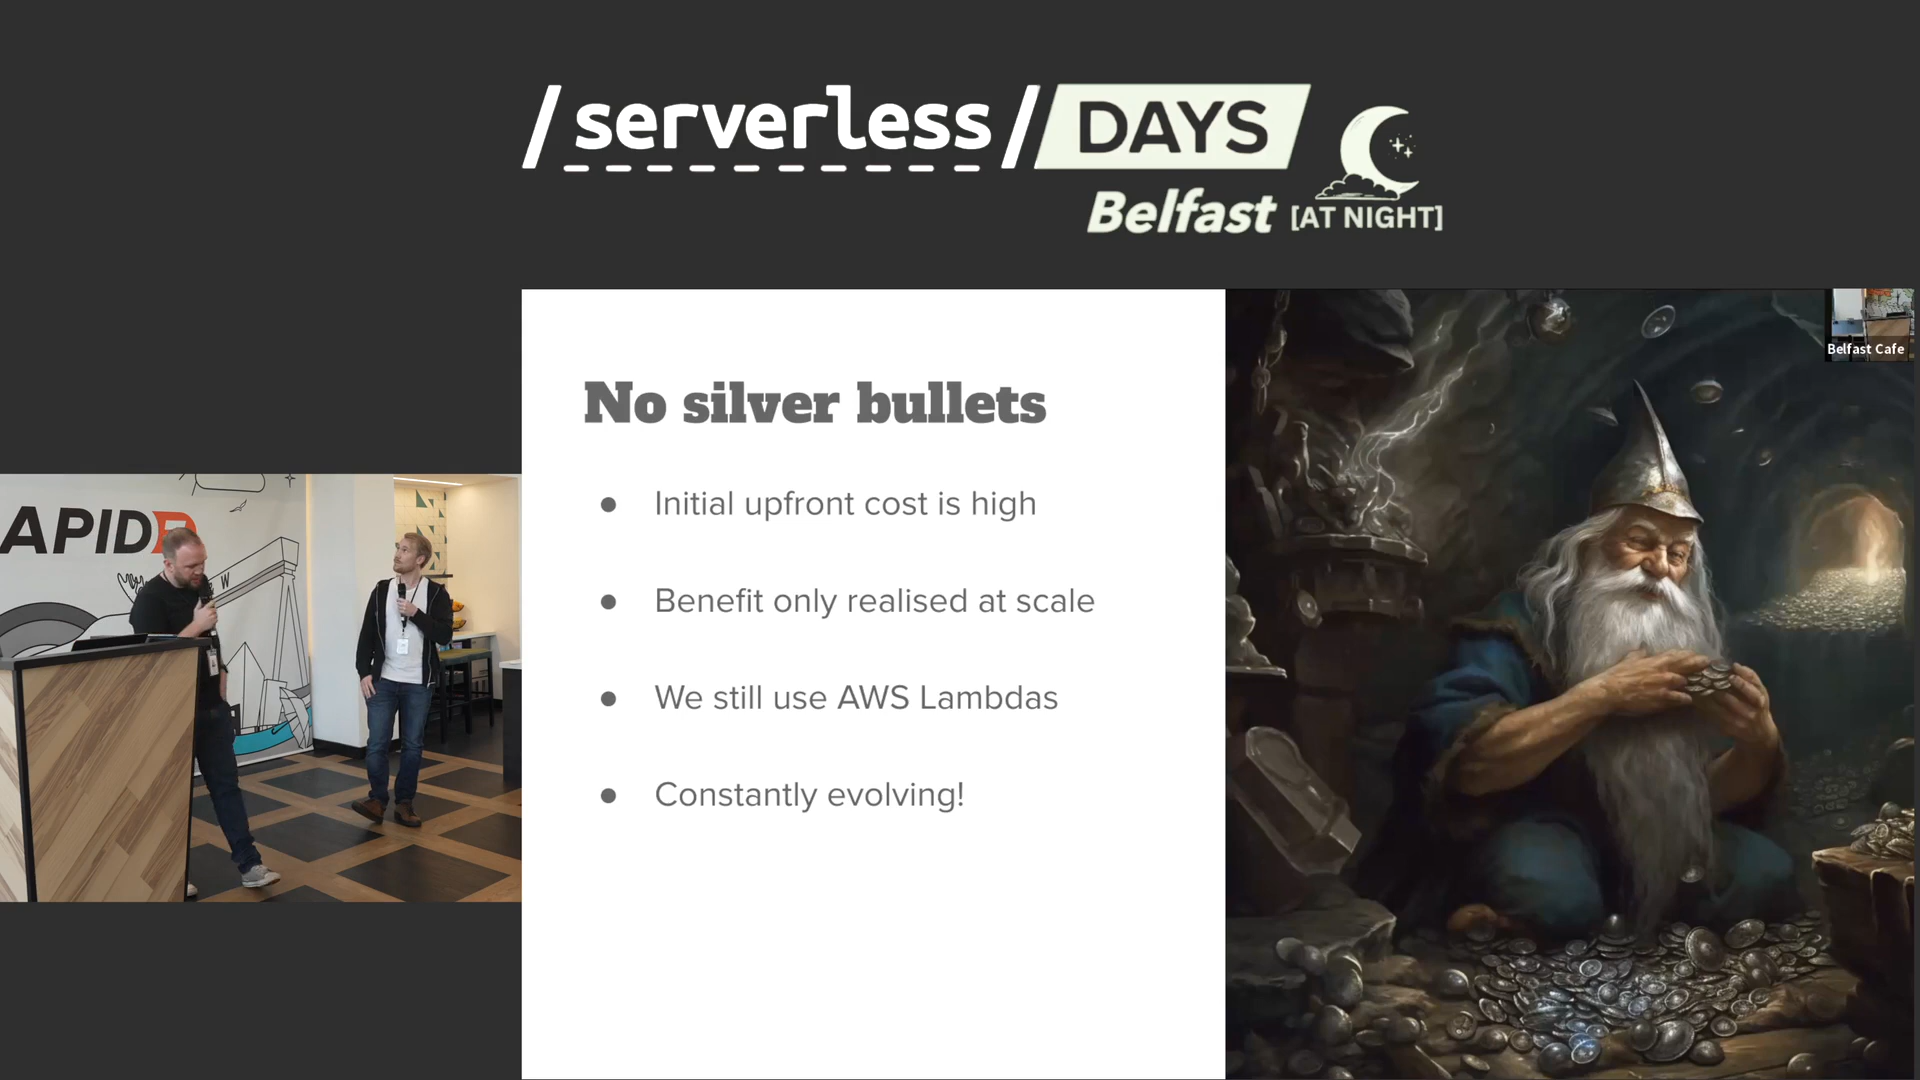 /serverless/ DAYS
Belfast [AT NIGHT]
Belfast Cafe
No silver bullets
● Initial upfront cost is high
● Benefit only realised at scale
● We still use AWS Lambdas
● Constantly evolving!
APID
W